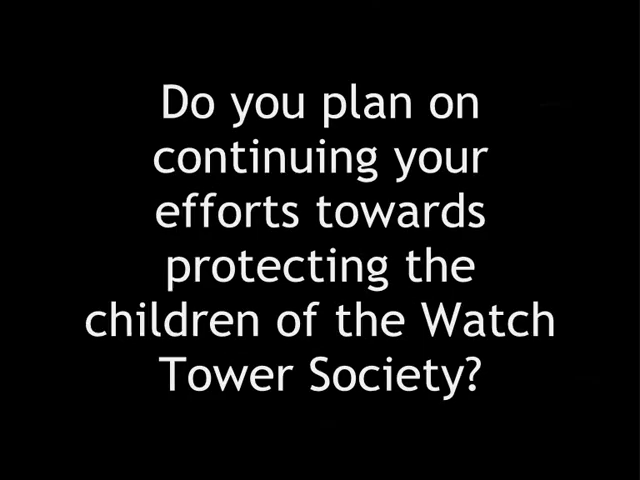 Do you plan on
continuing your
efforts towards
protecting the
children of the Watch
Tower Society?